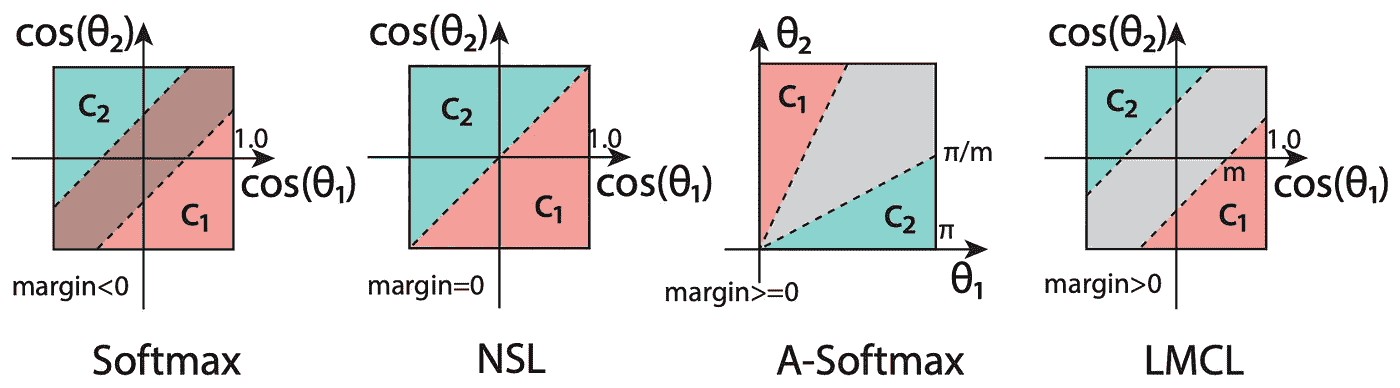 cos(θ₂)
C₂
1.0
cos(θ₁)
C₁
margin<0
Softmax
cos(θ₂)
C₂
1.0
cos(θ₁)
C₁
margin=0
NSL
θ₂
C₁
π/m
C₂
π
θ₁
margin>=0
A-Softmax
cos(θ₂)
C₂
1.0
m
cos(θ₁)
C₁
margin>0
LMCL